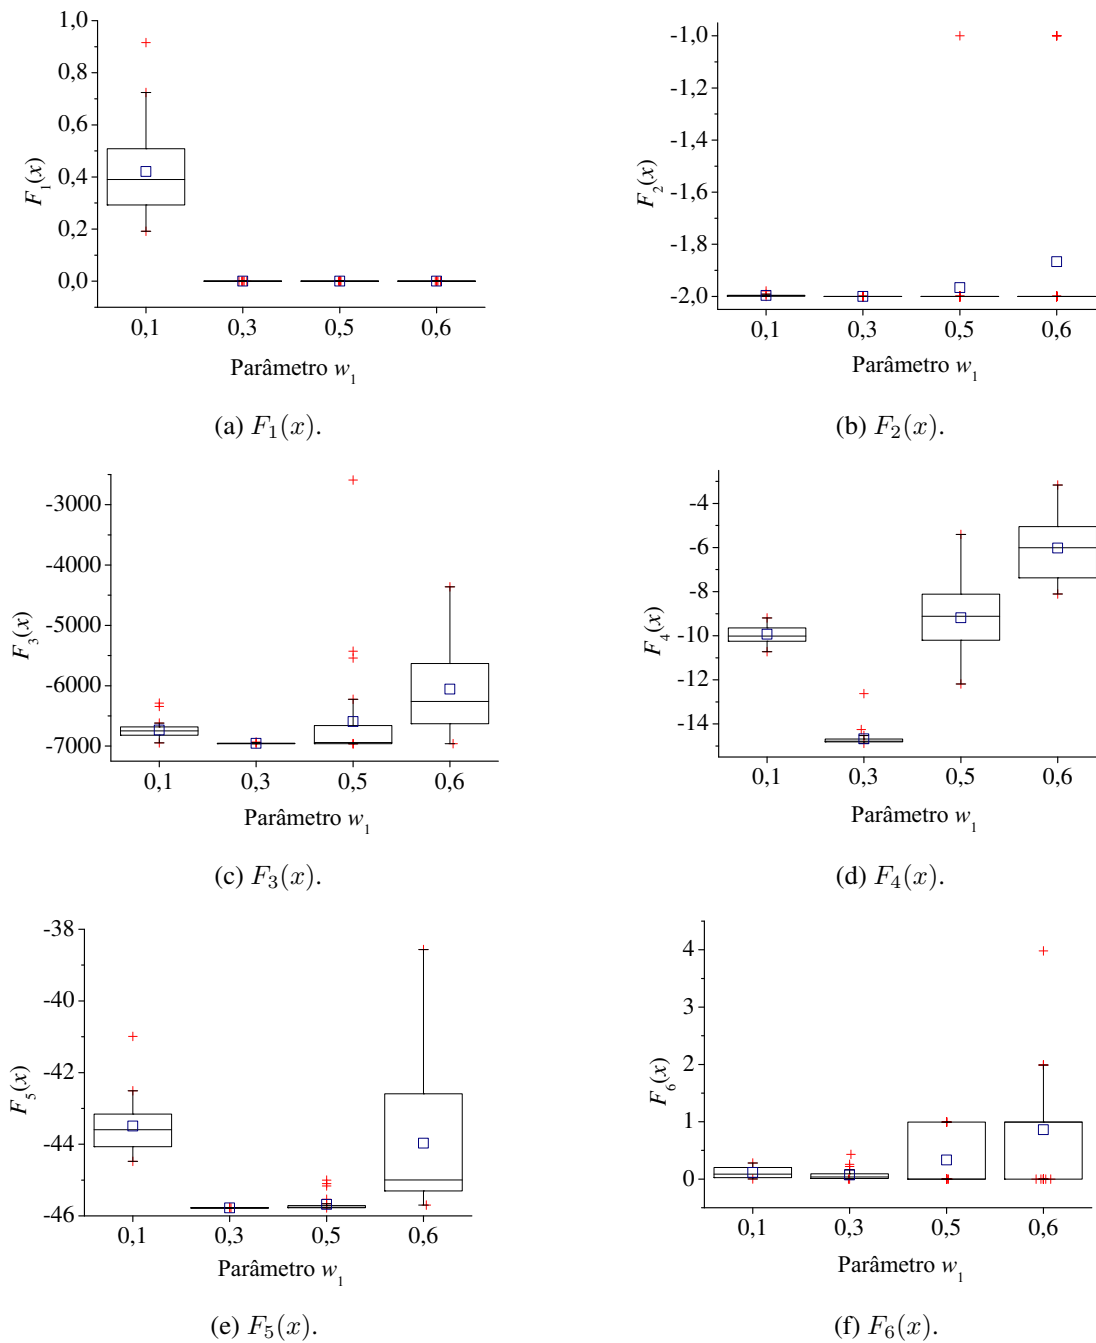 1,0
0,8
0,6
0,4
0,2
0,0
F₁(x)
0,1 0,3 0,5 0,6
Parâmetro w₁
(a) F₁(x).
-1,0
-1,2
-1,4
-1,6
-1,8
-2,0
F₂(x)
0,1 0,3 0,5 0,6
Parâmetro w₁
(b) F₂(x).
-3000
-4000
-5000
-6000
-7000
F₃(x)
0,1 0,3 0,5 0,6
Parâmetro w₁
(c) F₃(x).
-4
-6
-8
-10
-12
-14
F₄(x)
0,1 0,3 0,5 0,6
Parâmetro w₁
(d) F₄(x).
-38
-40
-42
-44
-46
F₅(x)
0,1 0,3 0,5 0,6
Parâmetro w₁
(e) F₅(x).
4
3
2
1
0
F₆(x)
0,1 0,3 0,5 0,6
Parâmetro w₁
(f) F₆(x).